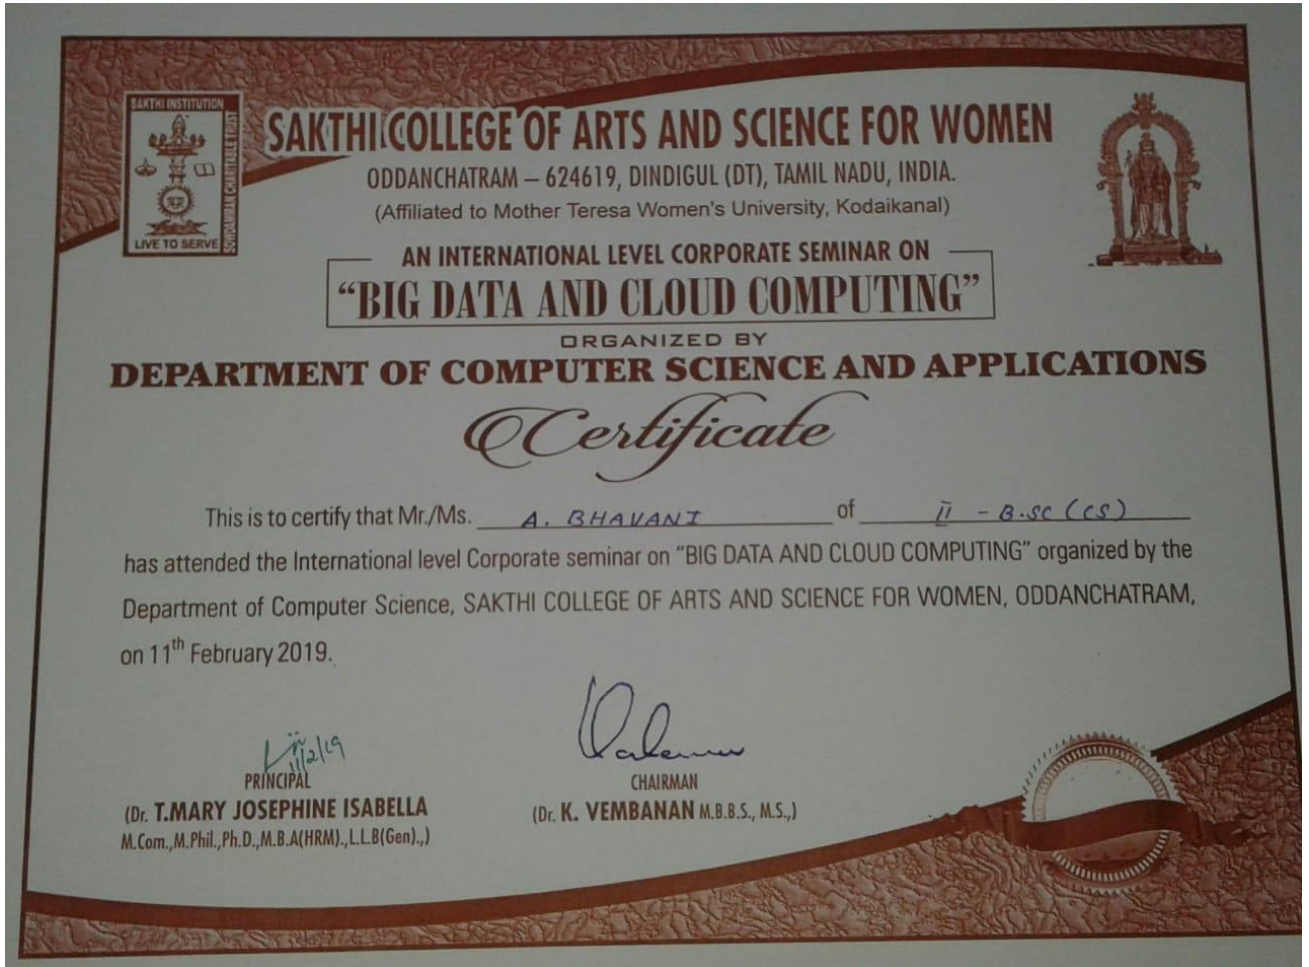 SAKTHI INSTITUTION
SOWDAMMAN CHARITABLE TRUST
LIVE TO SERVE
SAKTHI COLLEGE OF ARTS AND SCIENCE FOR WOMEN
ODDANCHATRAM – 624619, DINDIGUL (DT), TAMIL NADU, INDIA.
(Affiliated to Mother Teresa Women's University, Kodaikanal)
AN INTERNATIONAL LEVEL CORPORATE SEMINAR ON
“BIG DATA AND CLOUD COMPUTING”
ORGANIZED BY
DEPARTMENT OF COMPUTER SCIENCE AND APPLICATIONS
Certificate
This is to certify that Mr./Ms. A. BHAVANI of II - B.SC (CS)
has attended the International level Corporate seminar on “BIG DATA AND CLOUD COMPUTING” organized by the
Department of Computer Science, SAKTHI COLLEGE OF ARTS AND SCIENCE FOR WOMEN, ODDANCHATRAM,
on 11th February 2019.
11/2/19
PRINCIPAL
(Dr. T.MARY JOSEPHINE ISABELLA
M.Com.,M.Phil.,Ph.D.,M.B.A(HRM).,L.L.B(Gen).,)
CHAIRMAN
(Dr. K. VEMBANAN M.B.B.S., M.S.,)